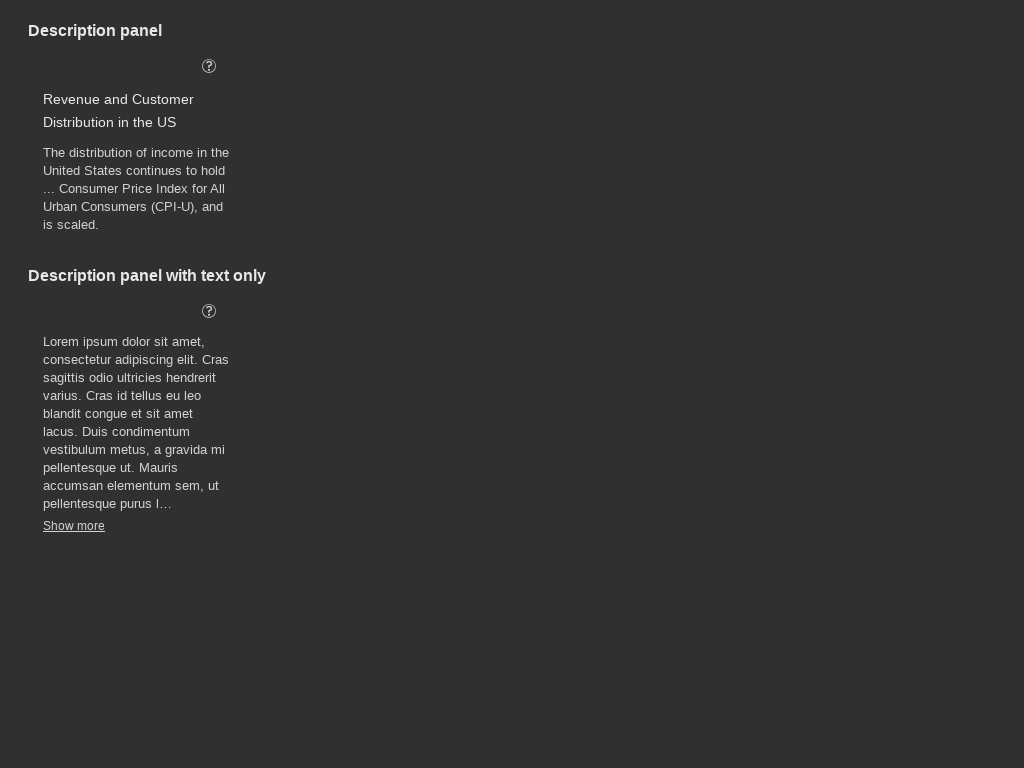 Description panel
?
Revenue and Customer
Distribution in the US
The distribution of income in the
United States continues to hold
... Consumer Price Index for All
Urban Consumers (CPI-U), and
is scaled.
Description panel with text only
?
Lorem ipsum dolor sit amet,
consectetur adipiscing elit. Cras
sagittis odio ultricies hendrerit
varius. Cras id tellus eu leo
blandit congue et sit amet
lacus. Duis condimentum
vestibulum metus, a gravida mi
pellentesque ut. Mauris
accumsan elementum sem, ut
pellentesque purus l…
Show more